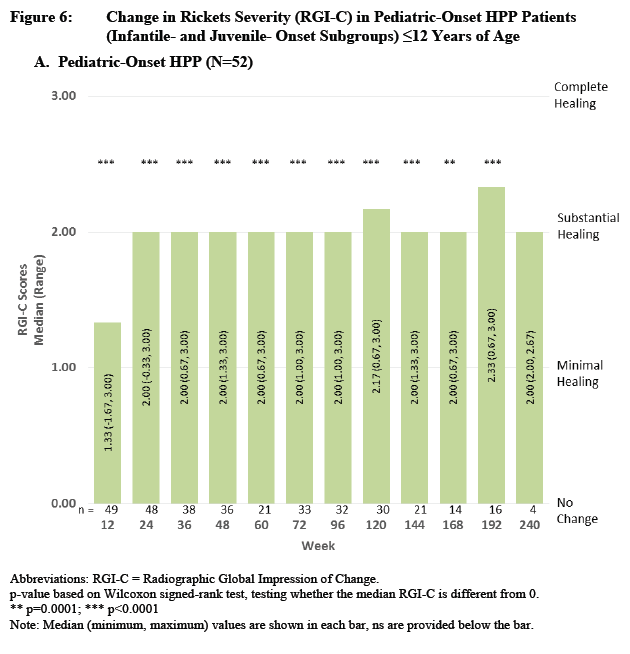 Figure 6: Change in Rickets Severity (RGI-C) in Pediatric-Onset HPP Patients
(Infantile- and Juvenile- Onset Subgroups) ≤12 Years of Age
A. Pediatric-Onset HPP (N=52)
3.00
Complete
Healing
*** *** *** *** *** *** *** *** *** ** ***
2.00
Substantial
Healing
RGI-C Scores
Median (Range)
1.00
Minimal
Healing
1.33 (-1.67, 3.00)
2.00 (-0.33, 3.00)
2.00 (0.67, 3.00)
2.00 (1.33, 3.00)
2.00 (0.67, 3.00)
2.00 (1.00, 3.00)
2.00 (1.00, 3.00)
2.17 (0.67, 3.00)
2.00 (1.33, 3.00)
2.00 (0.67, 3.00)
2.33 (0.67, 3.00)
2.00 (2.00, 2.67)
0.00
No
Change
n = 49 48 38 36 21 33 32 30 21 14 16 4
12 24 36 48 60 72 96 120 144 168 192 240
Week
Abbreviations: RGI-C = Radiographic Global Impression of Change.
p-value based on Wilcoxon signed-rank test, testing whether the median RGI-C is different from 0.
** p=0.0001; *** p<0.0001
Note: Median (minimum, maximum) values are shown in each bar, ns are provided below the bar.